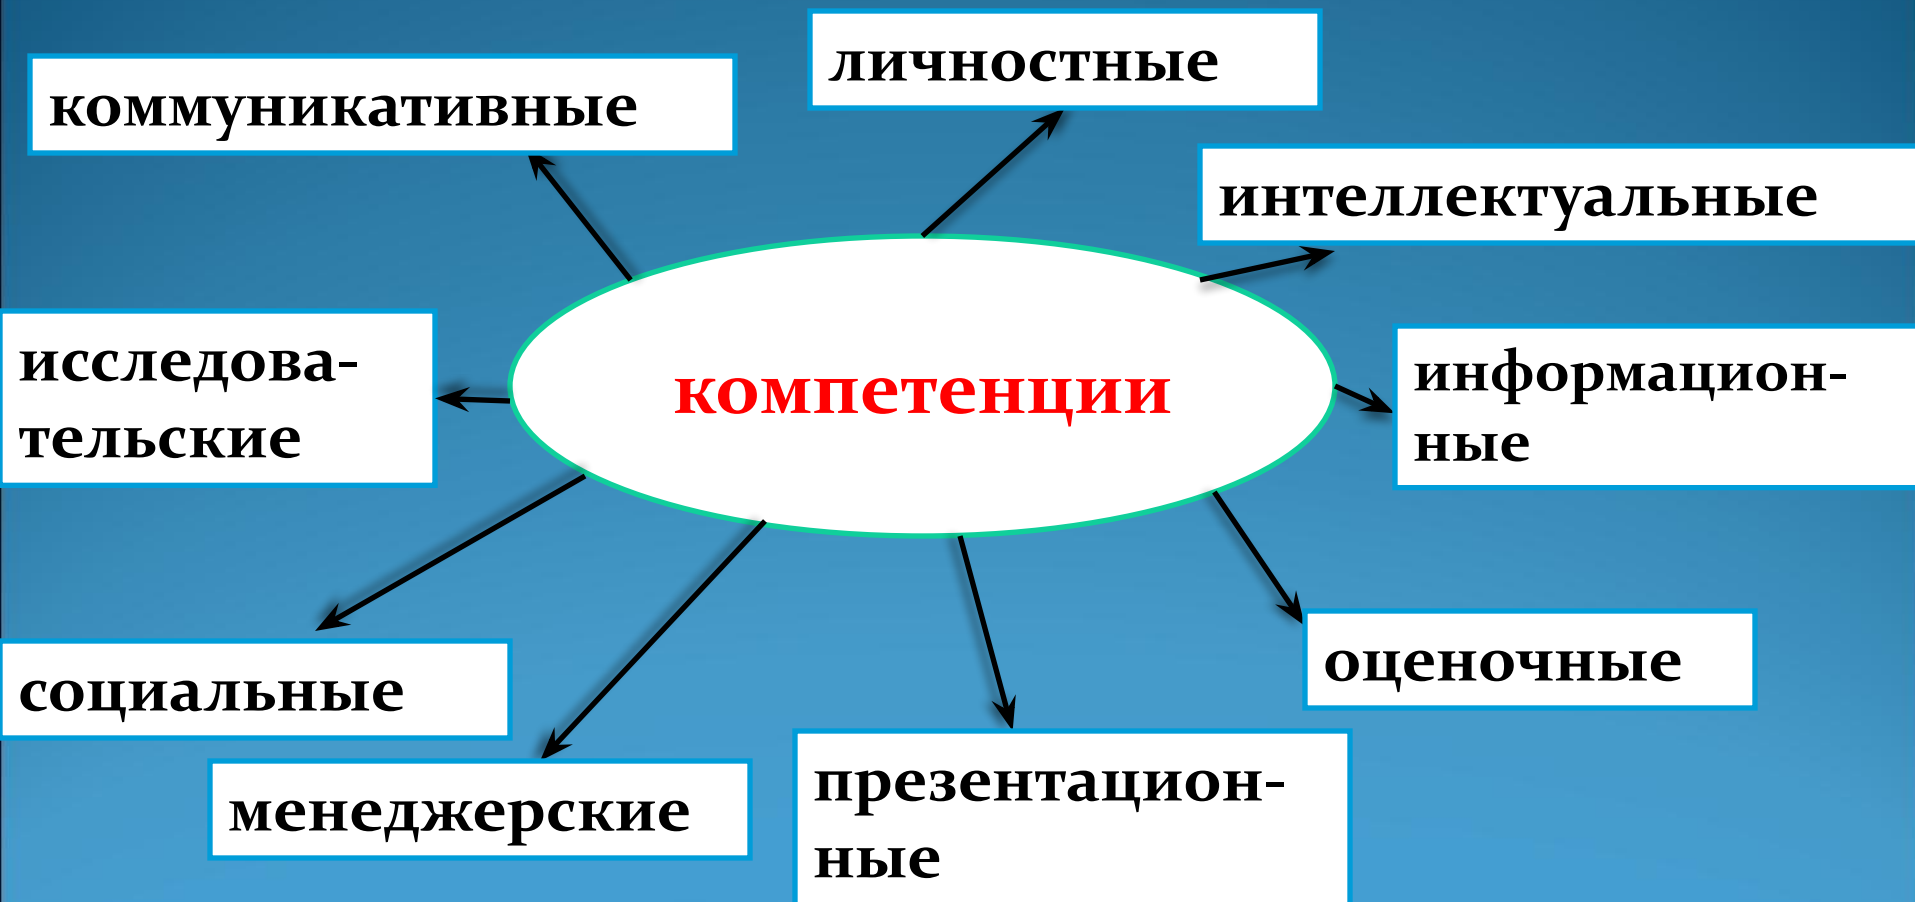 личностные
коммуникативные
интеллектуальные
исследова-
тельские
компетенции
информацион-
ные
социальные
оценочные
менеджерские
презентацион-
ные